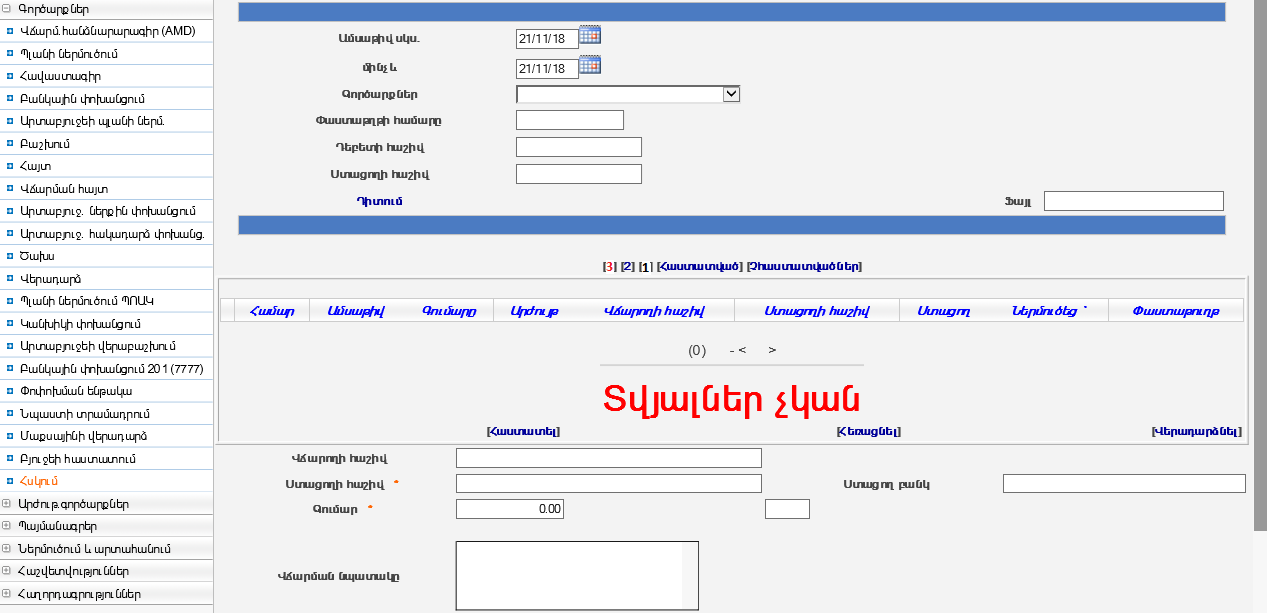 Գործարքներ
Վճարմ.հանձնարարագիր (AMD)
Պլանի ներմուծում
Հավաստագիր
Բանկային փոխանցում
Արտաբյուջեի պլանի ներմ.
Բաշխում
Հայտ
Վճարման հայտ
Արտաբյուջ. ներքին փոխանցում
Արտաբյուջ. հակադարձ փոխանց.
Ծախս
Վերադարձ
Պլանի ներմուծում ՊՈԱԿ
Կանխիկի փոխանցում
Արտաբյուջեի վերաբաշխում
Բանկային փոխանցում 201 (7777)
Փոփոխման ենթակա
Նպաստի տրամադրում
Մաքսայինի վերադարձ
Բյուջեի հաստատում
Հսկում
Արժութ.գործարքներ
Պայմանագրեր
Ներմուծում և արտահանում
Հաշվետվություններ
Հաղորդագրություններ
Ամսաթիվ սկս. 21/11/18
մինչև 21/11/18
Գործարքներ
Փաստաթղթի համարը
Դեբետի հաշիվ
Ստացողի հաշիվ
Դիտում Ֆայլ
[3] [2] [1] [Հաստատված] [Չհաստատվածներ]
Համար Ամսաթիվ Գումարը Արժույթ Վճարողի հաշիվ Ստացողի հաշիվ Ստացող Ներմուծեց ՝ Փաստաթուղթ
(0) - < >
Տվյալներ չկան
[Հաստատել] [Հեռացնել] [Վերադարձնել]
Վճարողի հաշիվ
Ստացողի հաշիվ * Ստացող բանկ
Գումար * 0.00
Վճարման նպատակը